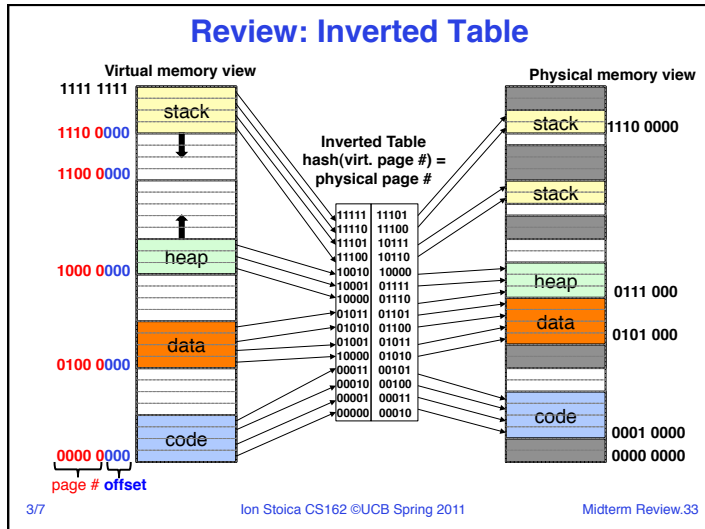 Review: Inverted Table
Virtual memory view
Physical memory view
1111 1111
stack
1110 0000
1100 0000
heap
1000 0000
data
0100 0000
code
0000 0000
page # offset
Inverted Table
hash(virt. page #) =
physical page #
11111 11101
11110 11100
11101 10111
11100 10110
10010 10000
10001 01111
10000 01110
01011 01101
01010 01100
01001 01011
10000 01010
00011 00101
00010 00100
00001 00011
00000 00010
stack
1110 0000
stack
heap
0111 000
data
0101 000
code
0001 0000
0000 0000
3/7
Ion Stoica CS162 ©UCB Spring 2011
Midterm Review.33